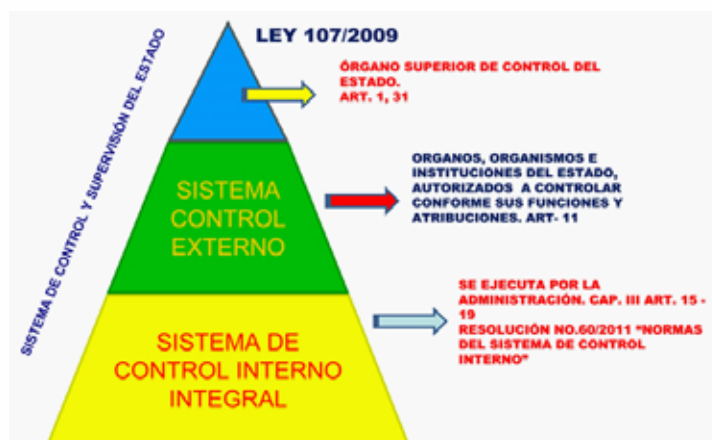 LEY 107/2009
ÓRGANO SUPERIOR DE CONTROL DEL
ESTADO.
ART. 1, 31
SISTEMA DE CONTROL Y SUPERVISIÓN DEL ESTADO
SISTEMA
CONTROL
EXTERNO
ORGANOS, ORGANISMOS E
INSTITUCIONES DEL ESTADO,
AUTORIZADOS A CONTROLAR
CONFORME SUS FUNCIONES Y
ATRIBUCIONES. ART- 11
SISTEMA DE
CONTROL INTERNO
INTEGRAL
SE EJECUTA POR LA
ADMINISTRACIÓN. CAP. III ART. 15 -
19
RESOLUCIÓN NO.60/2011 “NORMAS
DEL SISTEMA DE CONTROL
INTERNO”